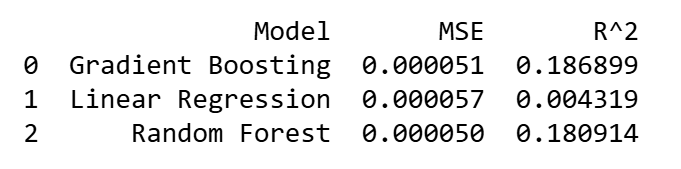 Model MSE R^2
0 Gradient Boosting 0.000051 0.186899
1 Linear Regression 0.000057 0.004319
2 Random Forest 0.000050 0.180914